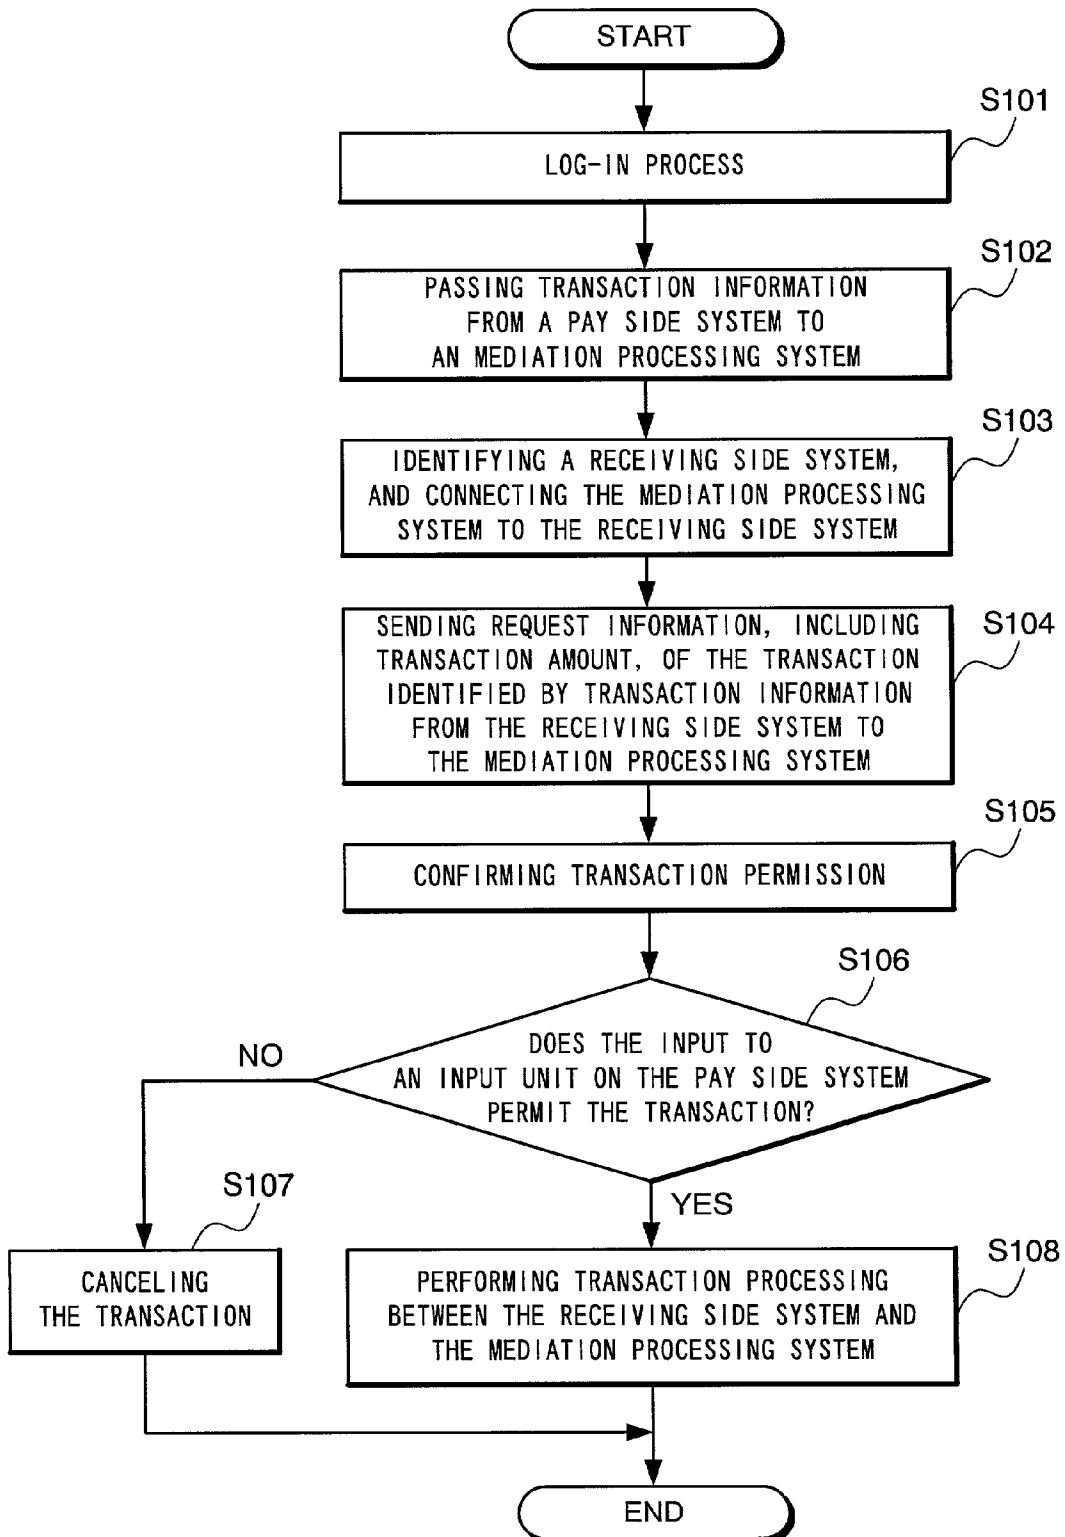 START
S101
LOG-IN PROCESS
S102
PASSING TRANSACTION INFORMATION
FROM A PAY SIDE SYSTEM TO
AN MEDIATION PROCESSING SYSTEM
S103
IDENTIFYING A RECEIVING SIDE SYSTEM,
AND CONNECTING THE MEDIATION PROCESSING
SYSTEM TO THE RECEIVING SIDE SYSTEM
S104
SENDING REQUEST INFORMATION, INCLUDING
TRANSACTION AMOUNT, OF THE TRANSACTION
IDENTIFIED BY TRANSACTION INFORMATION
FROM THE RECEIVING SIDE SYSTEM TO
THE MEDIATION PROCESSING SYSTEM
S105
CONFIRMING TRANSACTION PERMISSION
S106
DOES THE INPUT TO
AN INPUT UNIT ON THE PAY SIDE SYSTEM
PERMIT THE TRANSACTION?
NO
YES
S107
CANCELING
THE TRANSACTION
S108
PERFORMING TRANSACTION PROCESSING
BETWEEN THE RECEIVING SIDE SYSTEM AND
THE MEDIATION PROCESSING SYSTEM
END